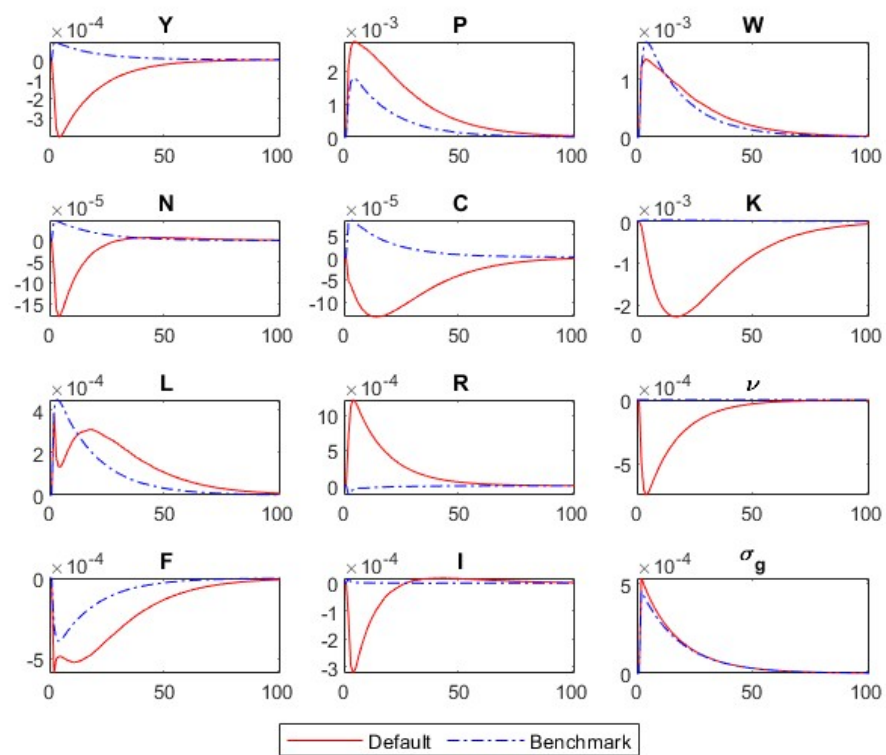 Y P W
×10^-4 ×10^-3 ×10^-3
0 -1 -2 -3 2 1 0 1 0
0 50 100 0 50 100 0 50 100
N C K
×10^-5 ×10^-5 ×10^-3
0 -5 -10 -15 5 0 -5 -10 0 -1 -2
0 50 100 0 50 100 0 50 100
L R ν
×10^-4 ×10^-4 ×10^-4
4 2 0 10 5 0 0 -5
0 50 100 0 50 100 0 50 100
F I σg
×10^-4 ×10^-4 ×10^-4
0 -5 0 -1 -2 -3 5 0
0 50 100 0 50 100 0 50 100
Default Benchmark